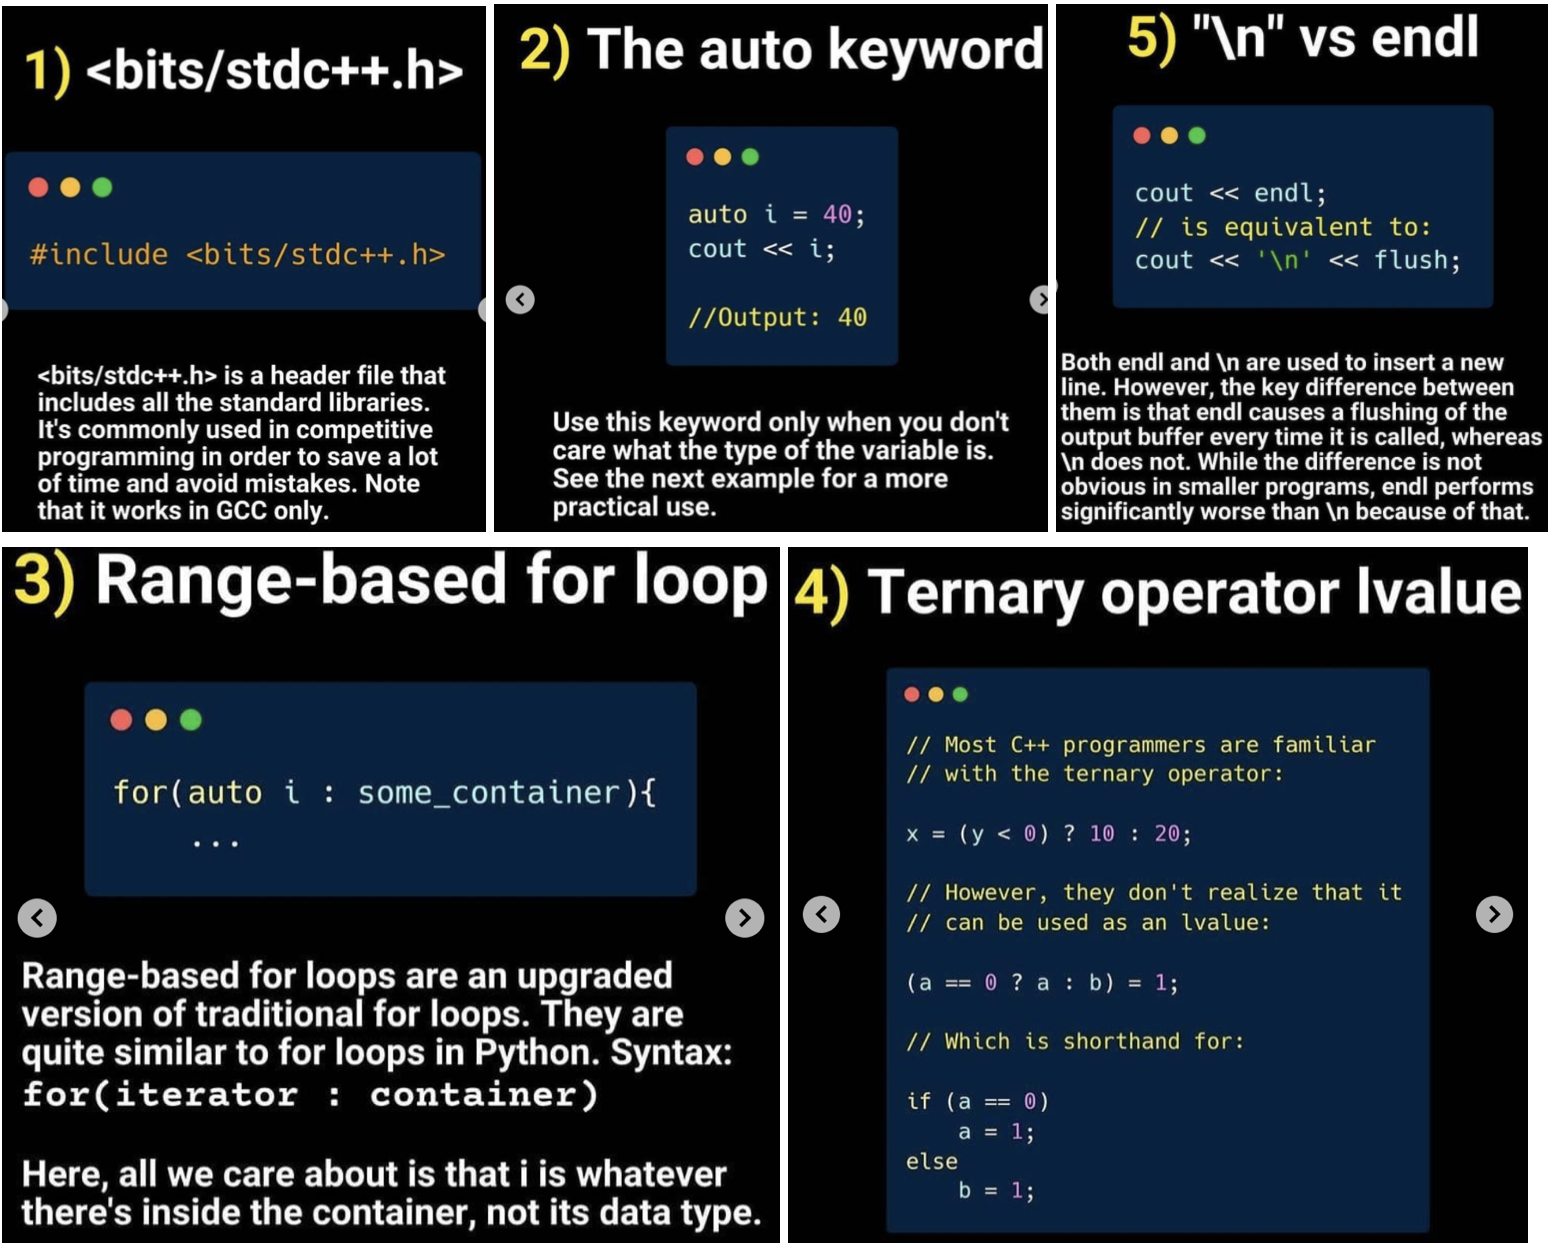 1) <bits/stdc++.h>
#include <bits/stdc++.h>
<bits/stdc++.h> is a header file that
includes all the standard libraries.
It's commonly used in competitive
programming in order to save a lot
of time and avoid mistakes. Note
that it works in GCC only.
2) The auto keyword
auto i = 40;
cout << i;
//Output: 40
Use this keyword only when you don't
care what the type of the variable is.
See the next example for a more
practical use.
5) "\n" vs endl
cout << endl;
// is equivalent to:
cout << '\n' << flush;
Both endl and \n are used to insert a new
line. However, the key difference between
them is that endl causes a flushing of the
output buffer every time it is called, whereas
\n does not. While the difference is not
obvious in smaller programs, endl performs
significantly worse than \n because of that.
3) Range-based for loop
for(auto i : some_container){
...
Range-based for loops are an upgraded
version of traditional for loops. They are
quite similar to for loops in Python. Syntax:
for(iterator : container)
Here, all we care about is that i is whatever
there's inside the container, not its data type.
4) Ternary operator lvalue
// Most C++ programmers are familiar
// with the ternary operator:
x = (y < 0) ? 10 : 20;
// However, they don't realize that it
// can be used as an lvalue:
(a == 0 ? a : b) = 1;
// Which is shorthand for:
if (a == 0)
a = 1;
else
b = 1;